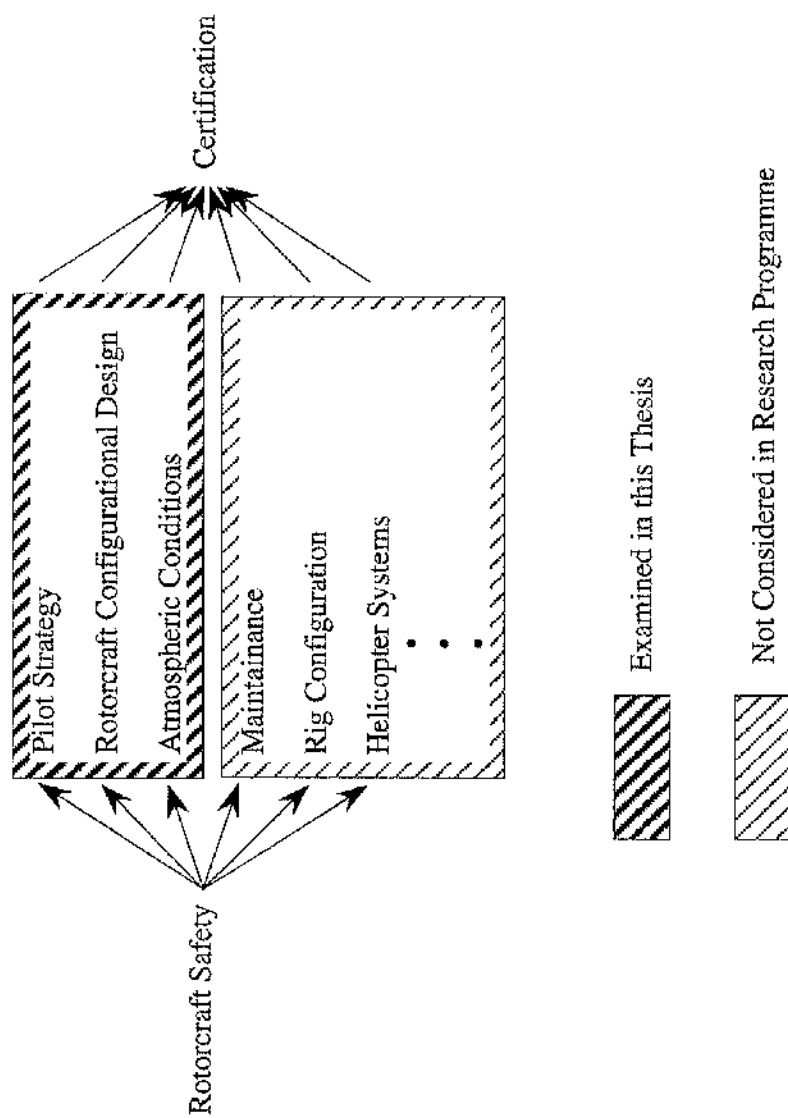 Rotorcraft Safety
Pilot Strategy
Rotorcraft Configurational Design
Atmospheric Conditions
Maintainance
Rig Configuration
Helicopter Systems
Certification
Examined in this Thesis
Not Considered in Research Programme